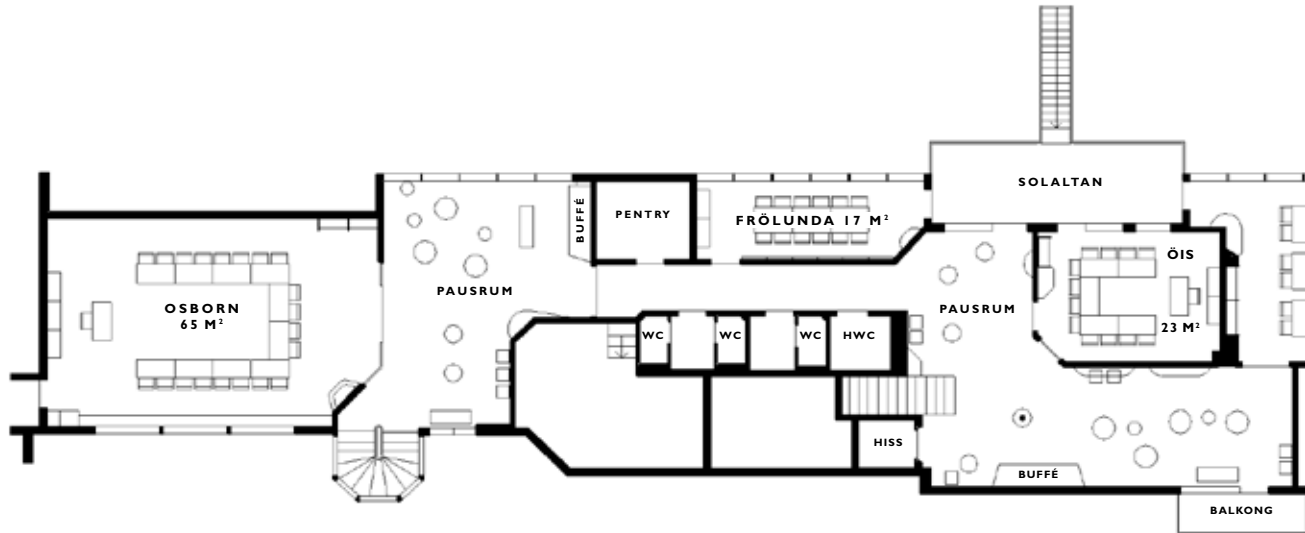 SOLALTAN
BUFFÉ
PENTRY
FRÖLUNDA 17 M²
ÖIS
23 M²
OSBORN
65 M²
PAUSRUM
PAUSRUM
WC
WC
WC
HWC
HISS
BUFFÉ
BALKONG